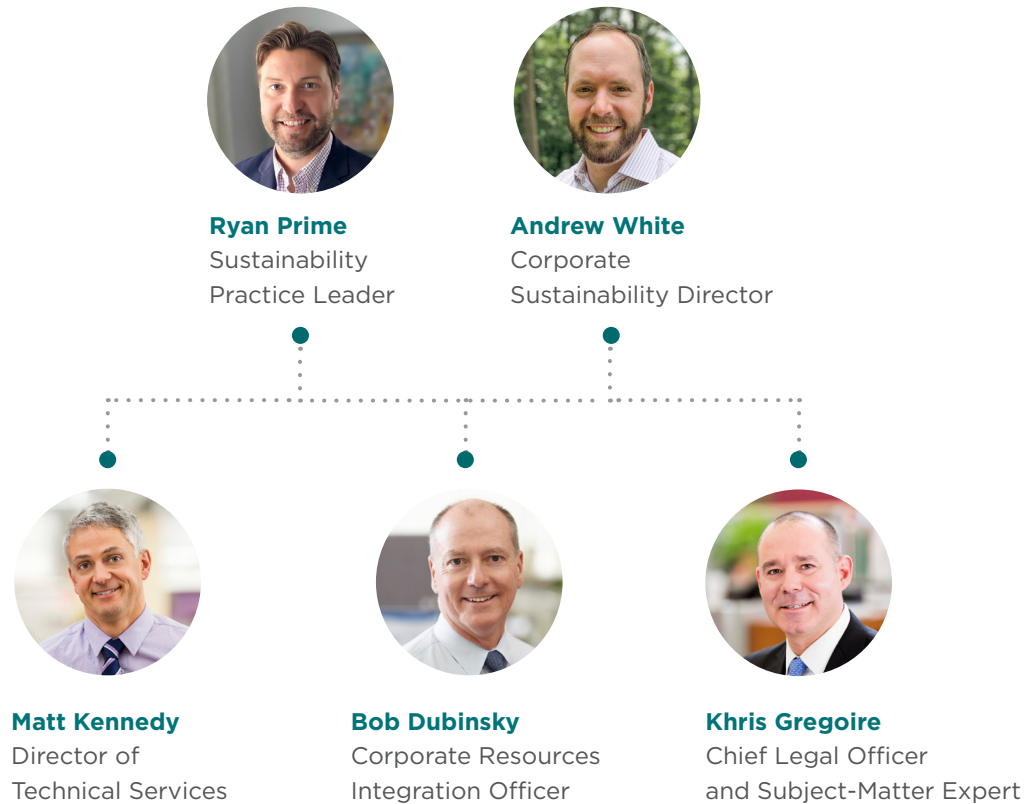 Ryan Prime
Sustainability
Practice Leader
Andrew White
Corporate
Sustainability Director
Matt Kennedy
Director of
Technical Services
Bob Dubinsky
Corporate Resources
Integration Officer
Khris Gregoire
Chief Legal Officer
and Subject-Matter Expert